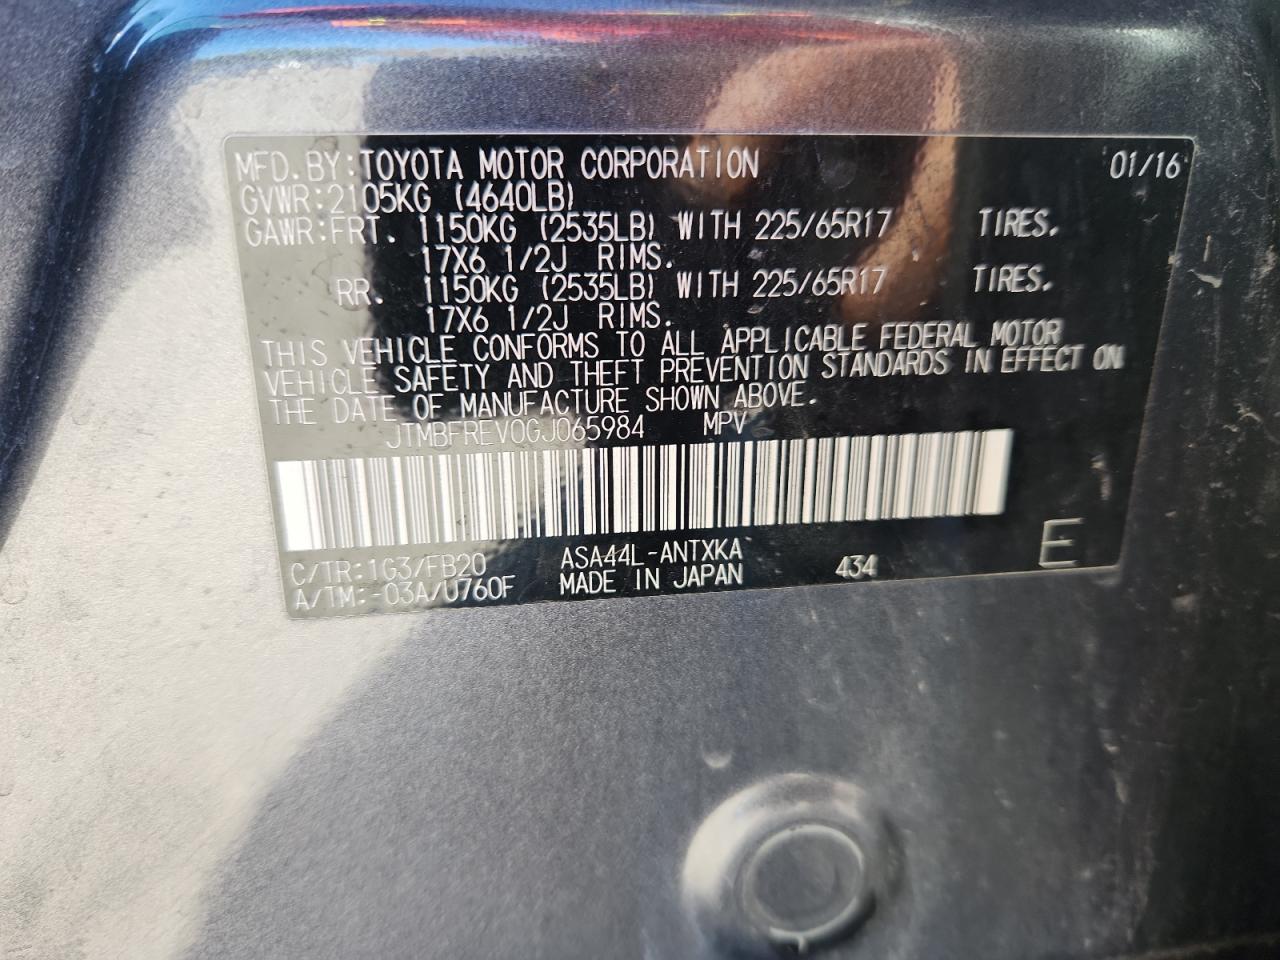 MFD. BY:TOYOTA MOTOR CORPORATION 01/16
GVWR:2105KG (4640LB)
GAWR:FRT. 1150KG (2535LB) WITH 225/65R17 TIRES.
17X6 1/2J RIMS.
RR. 1150KG (2535LB) WITH 225/65R17 TIRES.
17X6 1/2J RIMS.
THIS VEHICLE CONFORMS TO ALL APPLICABLE FEDERAL MOTOR
VEHICLE SAFETY AND THEFT PREVENTION STANDARDS IN EFFECT ON
THE DATE OF MANUFACTURE SHOWN ABOVE.
JTMBFREV0GJ065984 MPV
C/TR:1G3/FB20 ASA44L-ANTXKA 434 E
A/TM:-03A/U760F MADE IN JAPAN